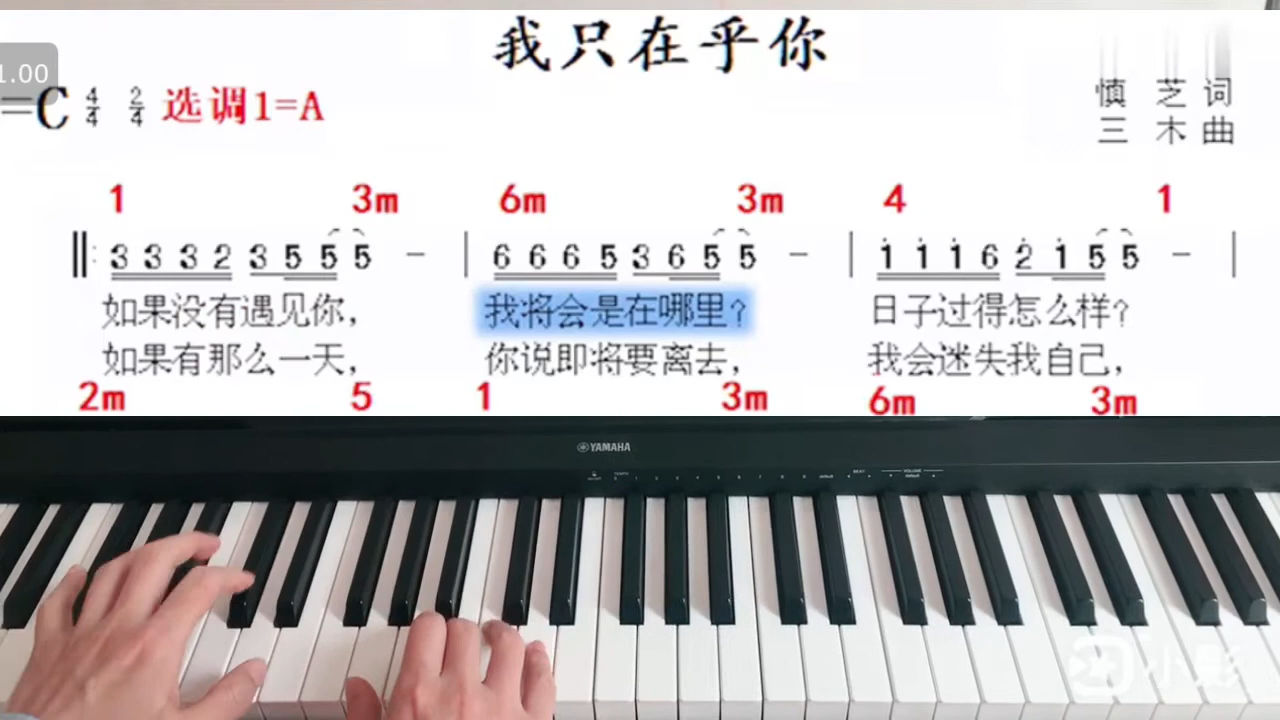 我只在乎你
1.00
=C 4/4 2/4 选调1=A
慎 芝 词
三 木 曲
1 3m 6m 3m 4 1
3 3 3 2 3 5 5 5 - | 6 6 6 5 3 6 5 5 - | 1 1 1 6 2 1 5 5 - |
如果没有遇见你， 我将会是在哪里？ 日子过得怎么样？
如果有那么一天， 你说即将要离去， 我会迷失我自己，
2m 5 1 3m 6m 3m
YAMAHA
小影